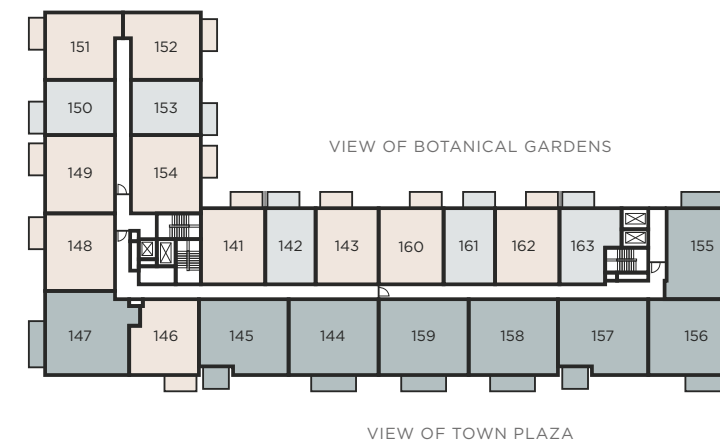 151 152
150 153
VIEW OF BOTANICAL GARDENS
149 154
148 141 142 143 160 161 162 163 155
147 146 145 144 159 158 157 156
VIEW OF TOWN PLAZA